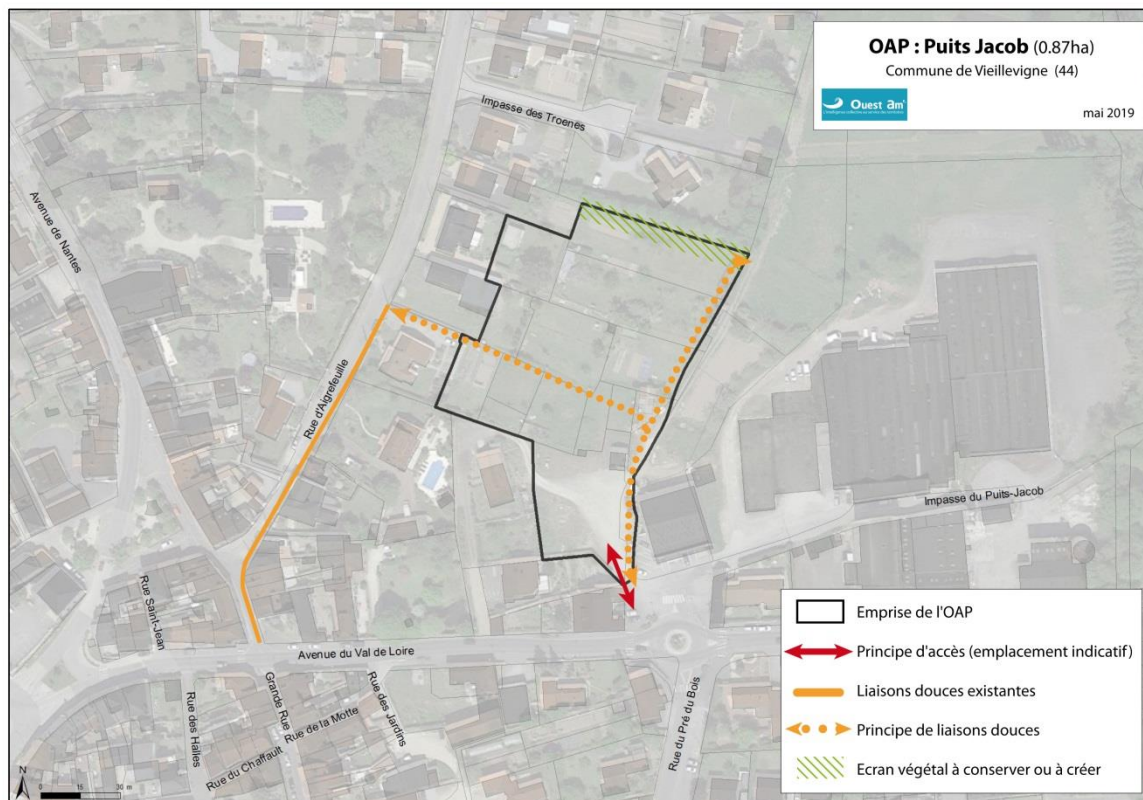 OAP : Puits Jacob (0.87ha)
Commune de Vieillevigne (44)
Ouest am'
mai 2019
Impasse des Troenes
Avenue de Nantes
Rue d'Aigrefeuille
Impasse du Puits-Jacob
Rue Saint-Jean
Avenue du Val de Loire
Rue des Halles
Grande Rue
Rue de la Motte
Rue du Chaffault
Rue des Jardins
Rue du Pré du Bois
Emprise de l'OAP
Principe d'accès (emplacement indicatif)
Liaisons douces existantes
Principe de liaisons douces
Ecran végétal à conserver ou à créer
N
0 15 30 m